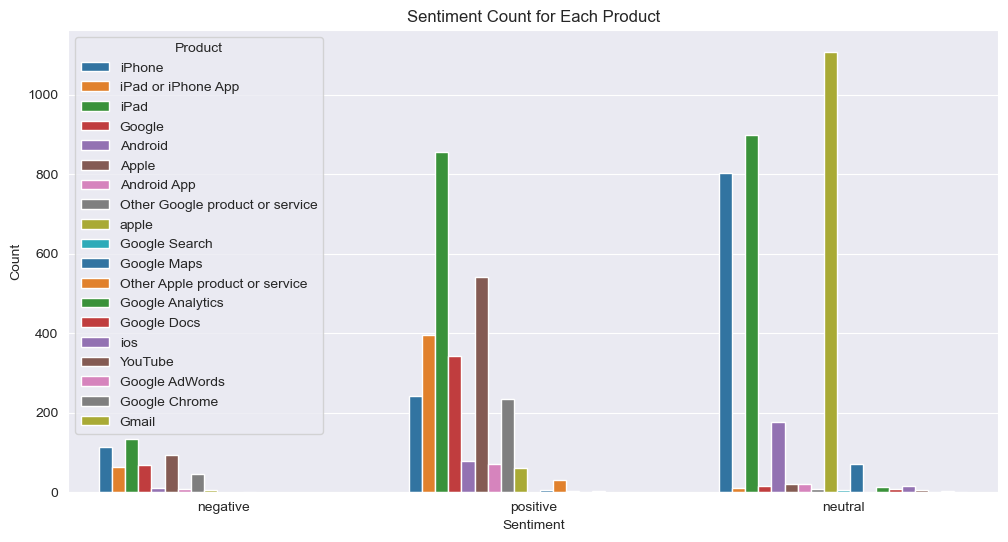 Sentiment Count for Each Product
Product
iPhone
iPad or iPhone App
iPad
Google
Android
Apple
Android App
Other Google product or service
apple
Google Search
Google Maps
Other Apple product or service
Google Analytics
Google Docs
ios
YouTube
Google AdWords
Google Chrome
Gmail
Count
1000
800
600
400
200
0
negative
positive
neutral
Sentiment